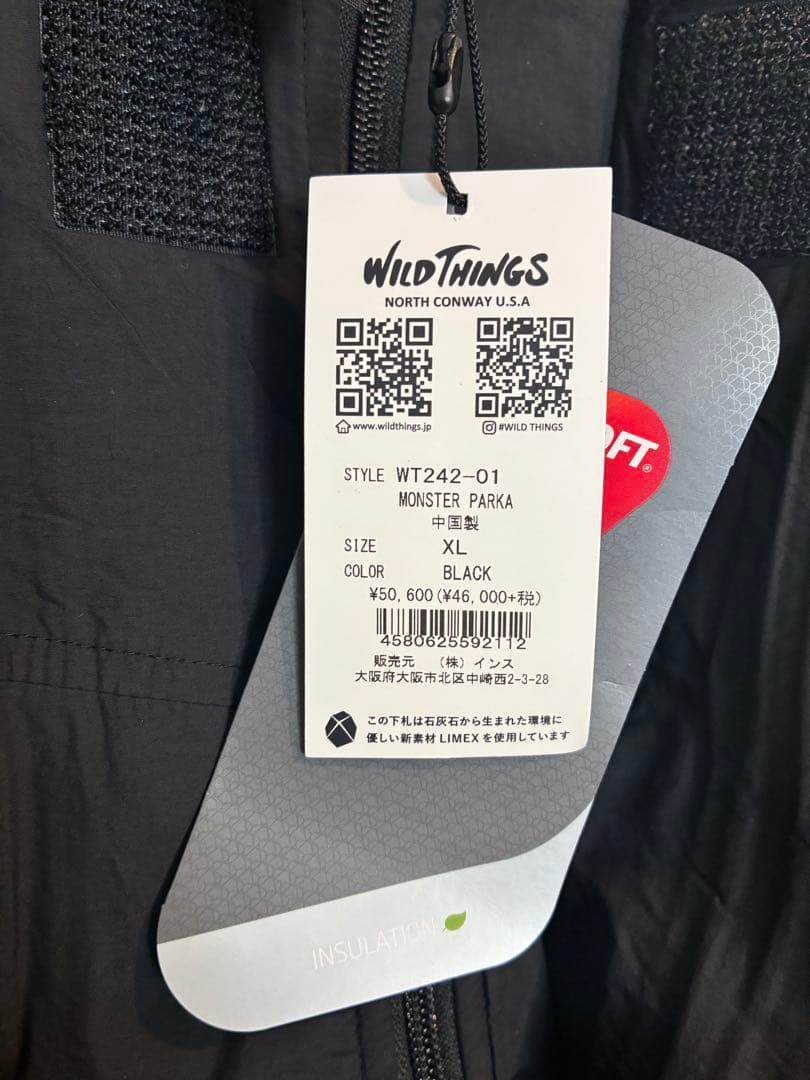 WILD THINGS
NORTH CONWAY U.S.A
www.wildthings.jp
#WILD THINGS
STYLE WT242-01
MONSTER PARKA
中国製
SIZE XL
COLOR BLACK
¥50,600(¥46,000+税)
4580625592112
販売元 (株)インス
大阪府大阪市北区中崎西2-3-28
この下札は石灰石から生まれた環境に
優しい新素材 LIMEX を使用しています
OFT®
INSULATION